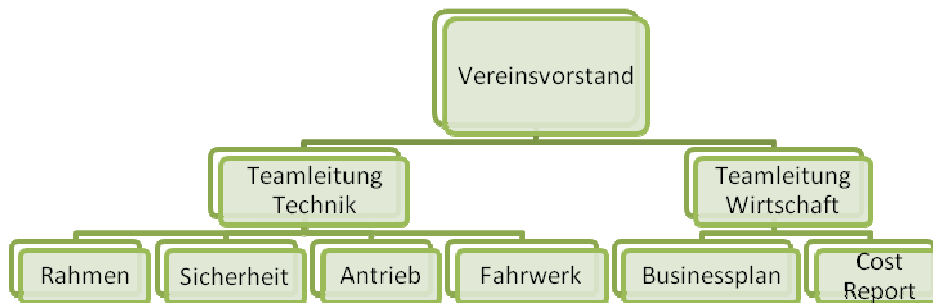 Vereinsvorstand
Teamleitung
Technik
Teamleitung
Wirtschaft
Rahmen
Sicherheit
Antrieb
Fahrwerk
Businessplan
Cost
Report